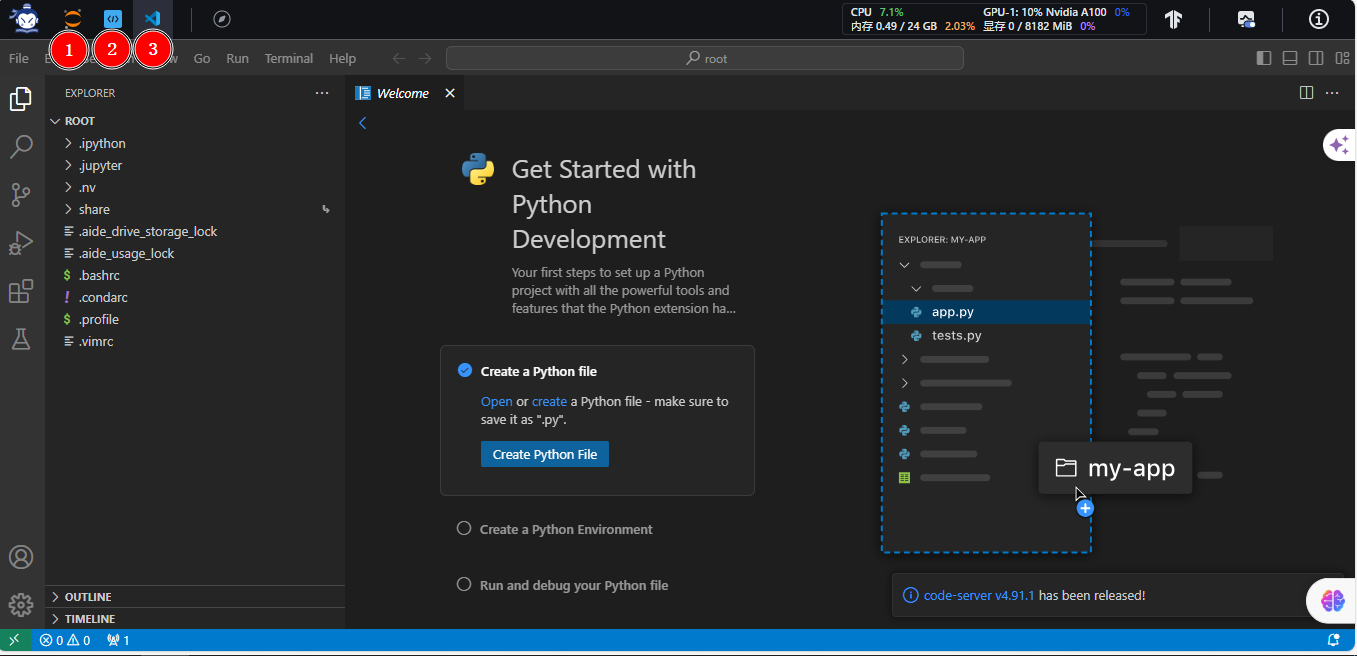 CPU 7.1% GPU-1: 10% Nvidia A100 0%
内存 0.49 / 24 GB 2.03% 显存 0 / 8182 MiB 0%
1 2 3
File
Go Run Terminal Help
root
EXPLORER
Welcome
ROOT
.ipython
.jupyter
.nv
share
.aide_drive_storage_lock
.aide_usage_lock
.bashrc
.condarc
.profile
.vimrc
OUTLINE
TIMELINE
Get Started with
Python
Development
Your first steps to set up a Python
project with all the powerful tools and
features that the Python extension ha...
Create a Python file
Open or create a Python file - make sure to
save it as ".py".
Create Python File
Create a Python Environment
Run and debug your Python file
EXPLORER: MY-APP
app.py
tests.py
my-app
code-server v4.91.1 has been released!
0 0 1